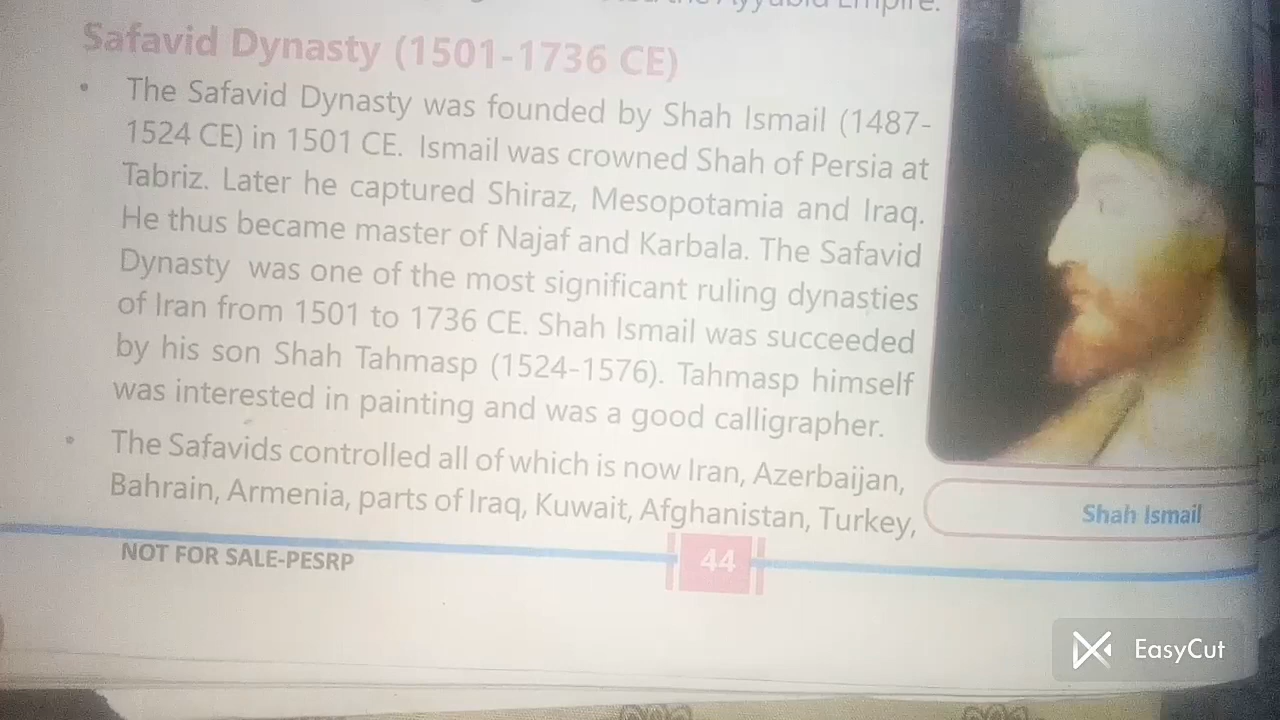 the Ayyubid Empire.
Safavid Dynasty (1501-1736 CE)
• The Safavid Dynasty was founded by Shah Ismail (1487-
1524 CE) in 1501 CE. Ismail was crowned Shah of Persia at
Tabriz. Later he captured Shiraz, Mesopotamia and Iraq.
He thus became master of Najaf and Karbala. The Safavid
Dynasty was one of the most significant ruling dynasties
of Iran from 1501 to 1736 CE. Shah Ismail was succeeded
by his son Shah Tahmasp (1524-1576). Tahmasp himself
was interested in painting and was a good calligrapher.
• The Safavids controlled all of which is now Iran, Azerbaijan,
Bahrain, Armenia, parts of Iraq, Kuwait, Afghanistan, Turkey,
Shah Ismail
NOT FOR SALE-PESRP
44
EasyCut